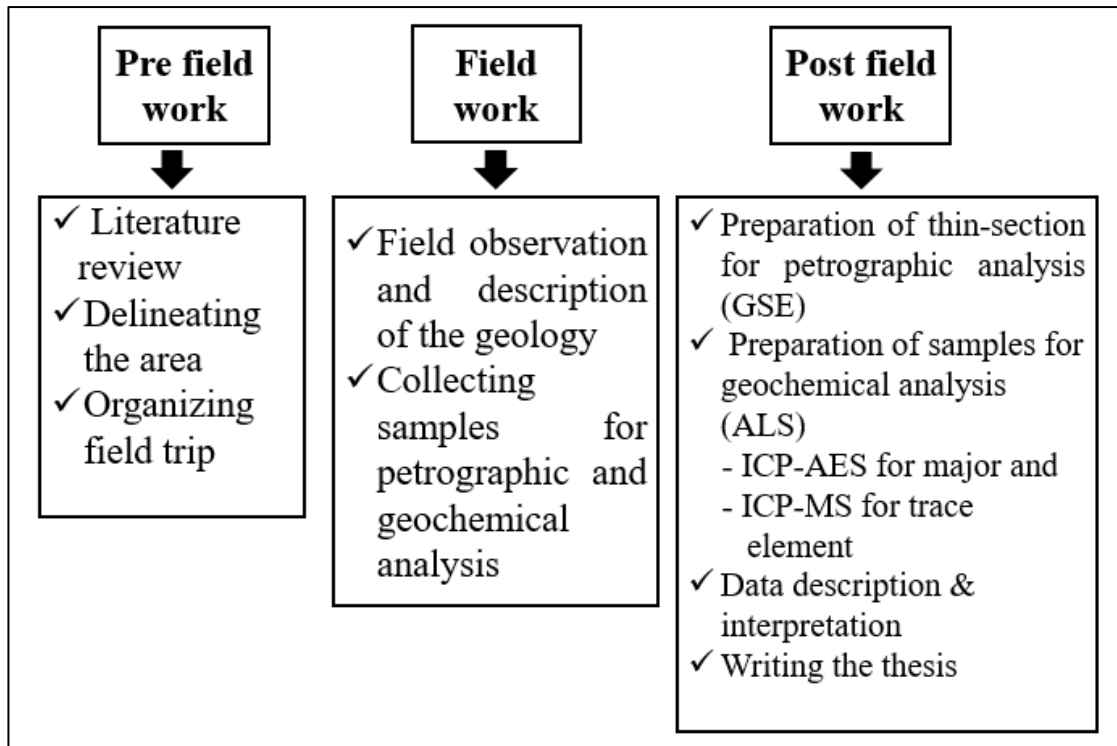 Pre field
work
✓ Literature
review
✓ Delineating
the area
✓ Organizing
field trip
Field
work
✓ Field observation
and description
of the geology
✓ Collecting
samples for
petrographic and
geochemical
analysis
Post field
work
✓ Preparation of thin-section
for petrographic analysis
(GSE)
✓ Preparation of samples for
geochemical analysis
(ALS)
- ICP-AES for major and
- ICP-MS for trace
element
✓ Data description &
interpretation
✓ Writing the thesis